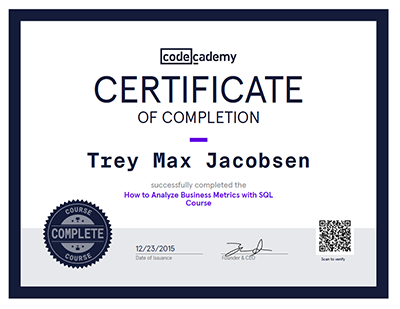 codecademy
CERTIFICATE
OF COMPLETION
Trey Max Jacobsen
successfully completed the
How to Analyze Business Metrics with SQL
Course
COURSE
COMPLETE
COURSE
12/23/2015
Date of Issuance
Founder & CEO
Scan to verify